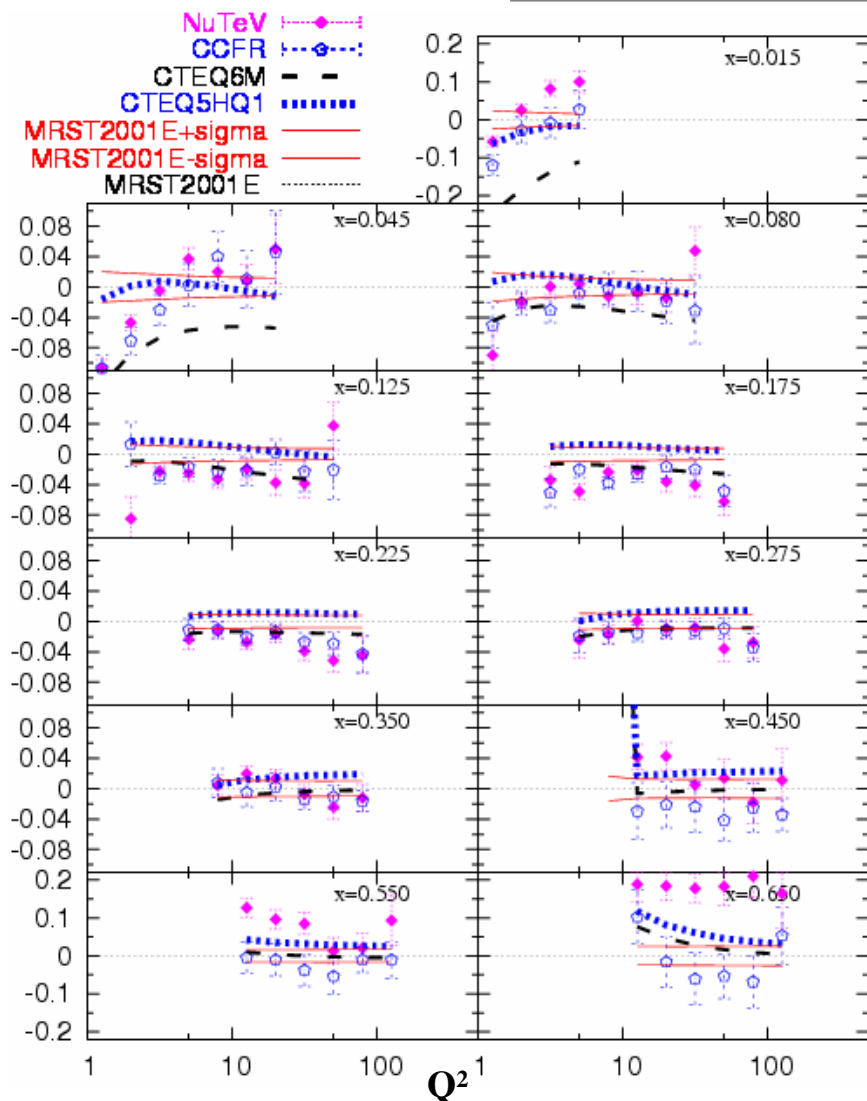 NuTeV
CCFR
CTEQ6M
CTEQ5HQ1
MRST2001E+sigma
MRST2001E-sigma
MRST2001E
0.2
0.1
0
-0.1
-0.2
x=0.015
0.08
0.04
0
-0.04
-0.08
x=0.045
x=0.080
0.08
0.04
0
-0.04
-0.08
x=0.125
x=0.175
0.08
0.04
0
-0.04
-0.08
x=0.225
x=0.275
0.08
0.04
0
-0.04
-0.08
x=0.350
x=0.450
0.2
0.1
0
-0.1
-0.2
x=0.550
x=0.650
1 10 100 1 10 100
Q²